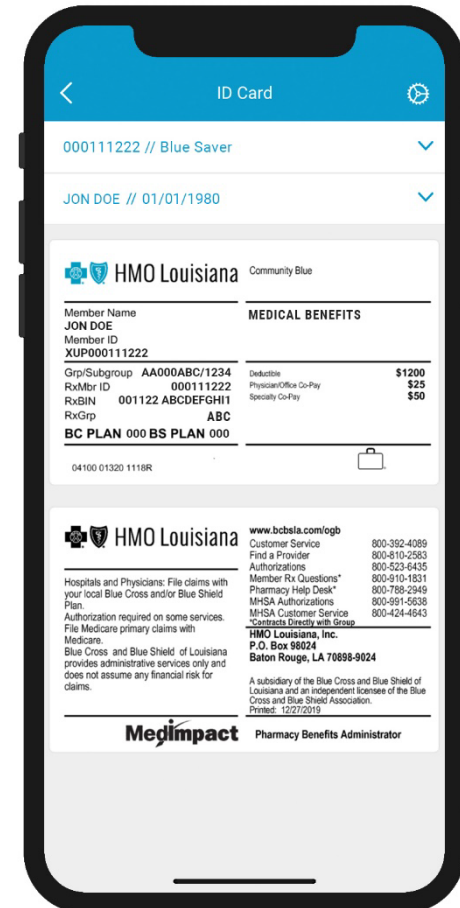 ID Card
000111222 // Blue Saver
JON DOE // 01/01/1980
HMO Louisiana
Community Blue
Member Name
JON DOE
Member ID
XUP000111222
MEDICAL BENEFITS
Grp/Subgroup AA000ABC/1234
RxMbr ID 000111222
RxBIN 001122 ABCDEFGHI1
RxGrp ABC
BC PLAN 000 BS PLAN 000
Deductible $1200
Physician/Office Co-Pay $25
Specialty Co-Pay $50
04100 01320 1118R
HMO Louisiana
Hospitals and Physicians: File claims with
your local Blue Cross and/or Blue Shield
Plan.
Authorization required on some services.
File Medicare primary claims with
Medicare.
Blue Cross and Blue Shield of Louisiana
provides administrative services only and
does not assume any financial risk for
claims.
www.bcbsla.com/ogb
Customer Service 800-392-4089
Find a Provider 800-810-2583
Authorizations 800-523-6435
Member Rx Questions* 800-910-1831
Pharmacy Help Desk* 800-788-2949
MHSA Authorizations 800-991-5638
MHSA Customer Service 800-424-4643
*Contracts Directly with Group
HMO Louisiana, Inc.
P.O. Box 98024
Baton Rouge, LA 70898-9024
A subsidiary of the Blue Cross and Blue Shield of
Louisiana and an independent licensee of the Blue
Cross and Blue Shield Association.
Printed: 12/27/2019
Medimpact
Pharmacy Benefits Administrator